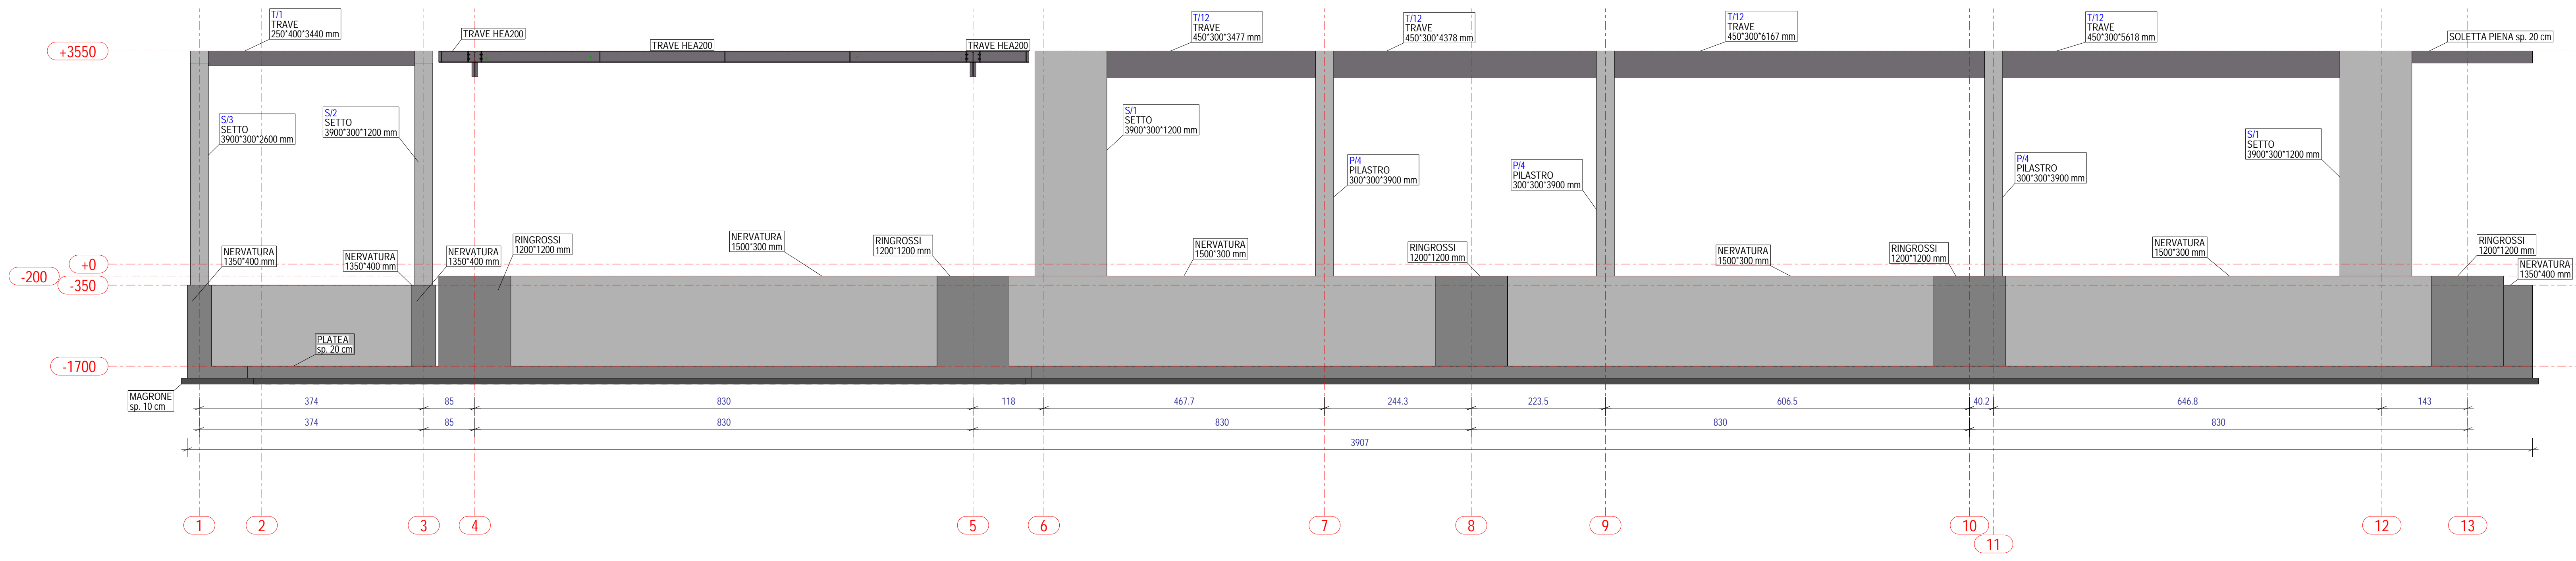 T/1
TRAVE
250*400*3440 mm
TRAVE HEA200
TRAVE HEA200
TRAVE HEA200
T/12
TRAVE
450*300*3477 mm
T/12
TRAVE
450*300*4378 mm
T/12
TRAVE
450*300*6167 mm
T/12
TRAVE
450*300*5618 mm
SOLETTA PIENA sp. 20 cm
+3550
S/3
SETTO
3900*300*2600 mm
S/2
SETTO
3900*300*1200 mm
S/1
SETTO
3900*300*1200 mm
P/4
PILASTRO
300*300*3900 mm
P/4
PILASTRO
300*300*3900 mm
P/4
PILASTRO
300*300*3900 mm
S/1
SETTO
3900*300*1200 mm
NERVATURA
1350*400 mm
NERVATURA
1350*400 mm
NERVATURA
1350*400 mm
RINGROSSI
1200*1200 mm
NERVATURA
1500*300 mm
RINGROSSI
1200*1200 mm
NERVATURA
1500*300 mm
RINGROSSI
1200*1200 mm
NERVATURA
1500*300 mm
RINGROSSI
1200*1200 mm
NERVATURA
1500*300 mm
RINGROSSI
1200*1200 mm
NERVATURA
1350*400 mm
+0
-200
-350
PLATEA
sp. 20 cm
-1700
MAGRONE
sp. 10 cm
374 85 830 118 467.7 244.3 223.5 606.5 40.2 646.8 143
374 85 830 830 830 830
3907
1 2 3 4 5 6 7 8 9 10 12 13
11